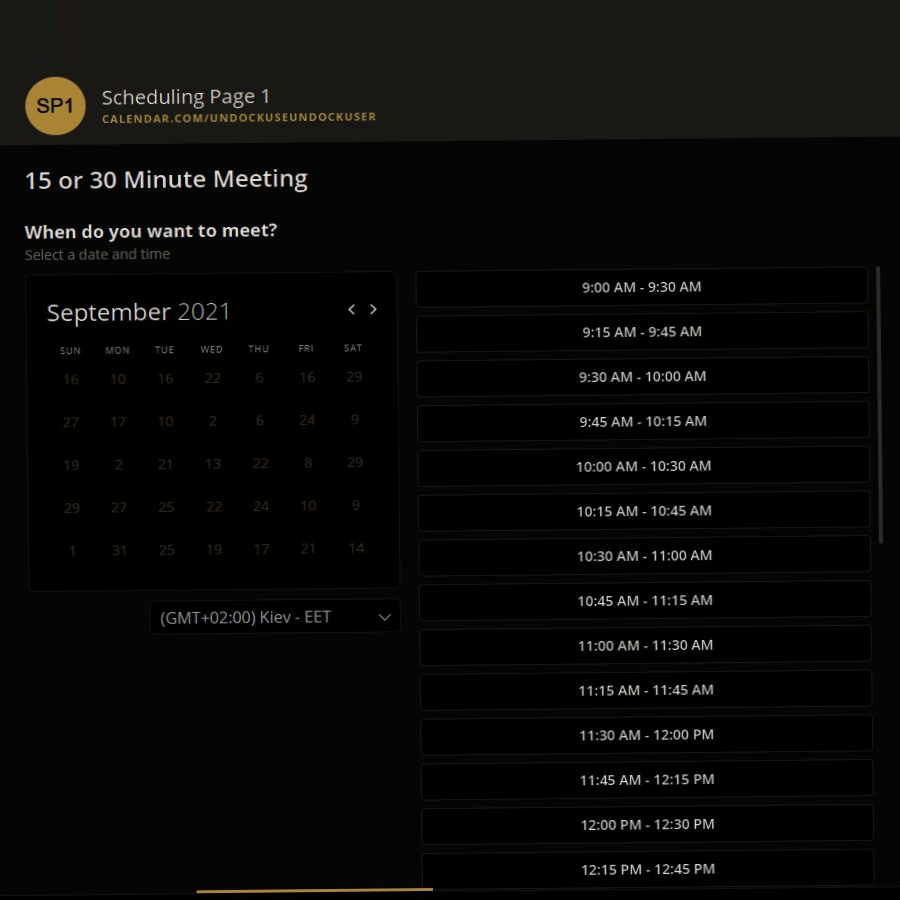 SP1
Scheduling Page 1
CALENDAR.COM/UNDOCKUSEUNDOCKUSER
15 or 30 Minute Meeting
When do you want to meet?
Select a date and time
September 2021
SUN MON TUE WED THU FRI SAT
16 10 16 22 6 16 29
27 17 10 2 6 24 9
19 2 21 13 22 8 29
29 27 25 22 24 10 9
1 31 25 19 17 21 14
(GMT+02:00) Kiev - EET
9:00 AM - 9:30 AM
9:15 AM - 9:45 AM
9:30 AM - 10:00 AM
9:45 AM - 10:15 AM
10:00 AM - 10:30 AM
10:15 AM - 10:45 AM
10:30 AM - 11:00 AM
10:45 AM - 11:15 AM
11:00 AM - 11:30 AM
11:15 AM - 11:45 AM
11:30 AM - 12:00 PM
11:45 AM - 12:15 PM
12:00 PM - 12:30 PM
12:15 PM - 12:45 PM